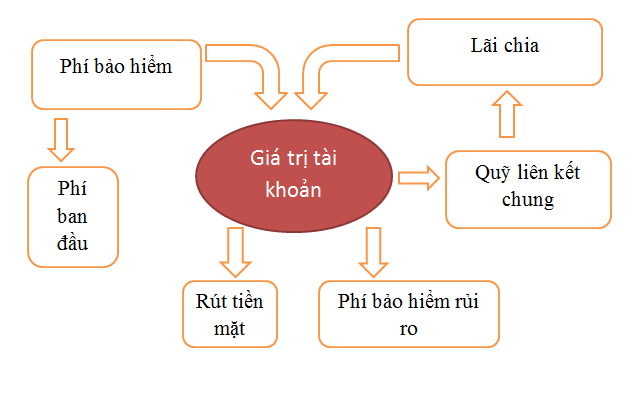 Phí bảo hiểm
Lãi chia
Giá trị tài
khoản
Quỹ liên kết
chung
Phí
ban
đầu
Rút tiền
mặt
Phí bảo hiểm rủi
ro